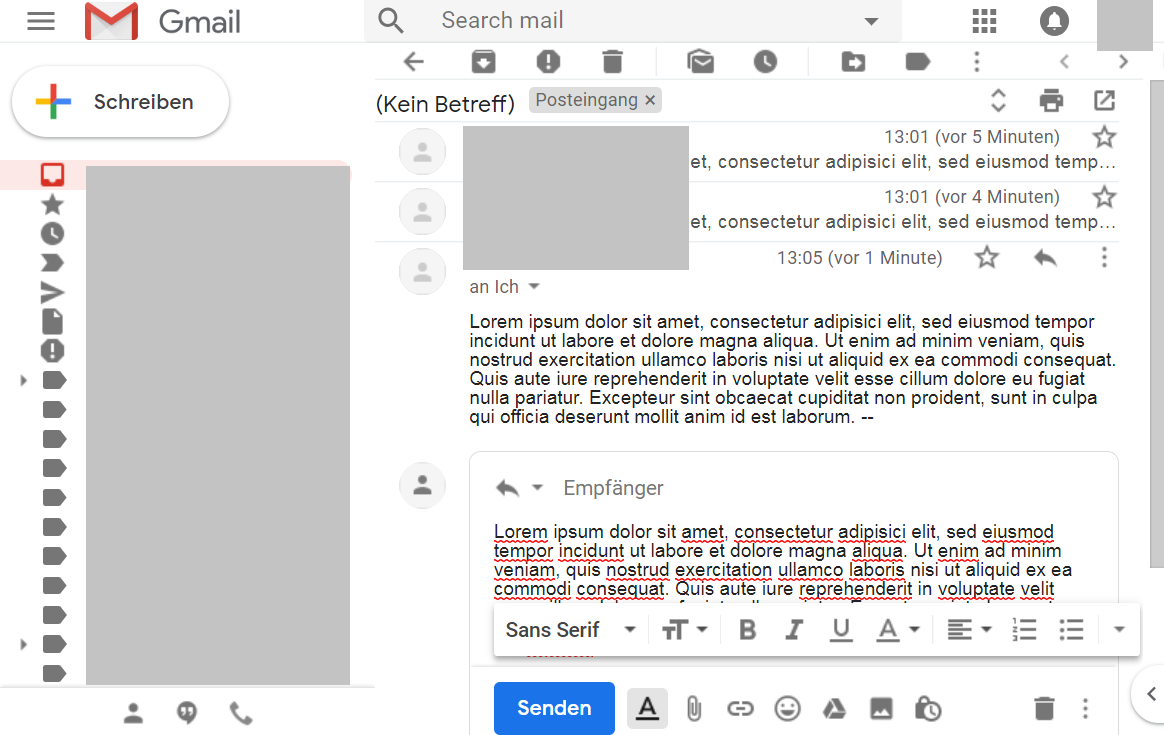 Gmail
Search mail
Schreiben
(Kein Betreff) Posteingang ×
13:01 (vor 5 Minuten)
et, consectetur adipisici elit, sed eiusmod temp…
13:01 (vor 4 Minuten)
et, consectetur adipisici elit, sed eiusmod temp…
13:05 (vor 1 Minute)
an Ich
Lorem ipsum dolor sit amet, consectetur adipisici elit, sed eiusmod tempor
incidunt ut labore et dolore magna aliqua. Ut enim ad minim veniam, quis
nostrud exercitation ullamco laboris nisi ut aliquid ex ea commodi consequat.
Quis aute iure reprehenderit in voluptate velit esse cillum dolore eu fugiat
nulla pariatur. Excepteur sint obcaecat cupiditat non proident, sunt in culpa
qui officia deserunt mollit anim id est laborum. --
Empfänger
Lorem ipsum dolor sit amet, consectetur adipisici elit, sed eiusmod
tempor incidunt ut labore et dolore magna aliqua. Ut enim ad minim
veniam, quis nostrud exercitation ullamco laboris nisi ut aliquid ex ea
commodi consequat. Quis aute iure reprehenderit in voluptate velit
Sans Serif B I U A
Senden A